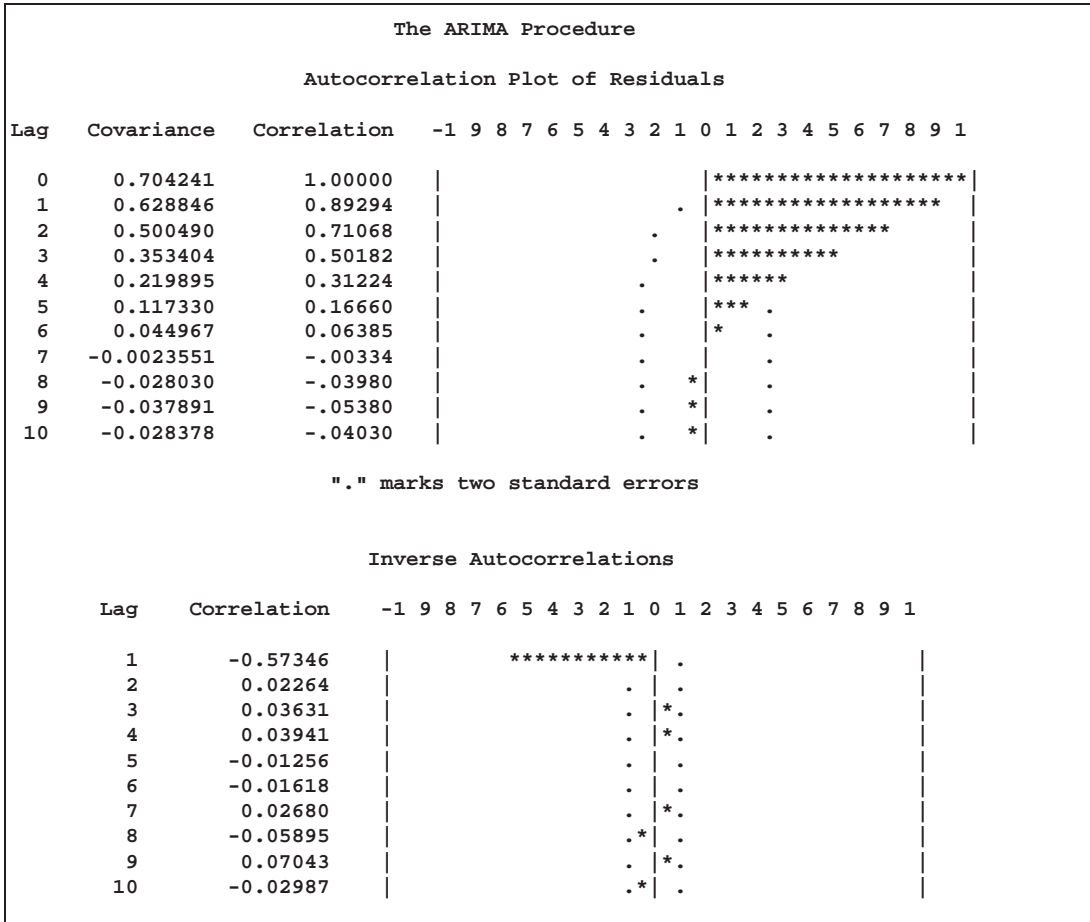 The ARIMA Procedure
Autocorrelation Plot of Residuals
Lag    Covariance    Correlation    -1 9 8 7 6 5 4 3 2 1 0 1 2 3 4 5 6 7 8 9 1
0      0.704241        1.00000    |                    |********************|
1      0.628846        0.89294    |                  . |******************  |
2      0.500490        0.71068    |                .   |**************      |
3      0.353404        0.50182    |                .   |**********          |
4      0.219895        0.31224    |               .    |******              |
5      0.117330        0.16660    |               .    |*** .               |
6      0.044967        0.06385    |               .    |*    .              |
7    -0.0023551        -.00334    |               .    |    .               |
8     -0.028030        -.03980    |               .   *|    .               |
9     -0.037891        -.05380    |               .   *|    .               |
10     -0.028378        -.04030    |               .   *|    .               |
"." marks two standard errors
Inverse Autocorrelations
Lag    Correlation    -1 9 8 7 6 5 4 3 2 1 0 1 2 3 4 5 6 7 8 9 1
1       -0.57346    |         ***********| .                  |
2        0.02264    |                  . | .                  |
3        0.03631    |                  . |*.                  |
4        0.03941    |                  . |*.                  |
5       -0.01256    |                  . | .                  |
6       -0.01618    |                  . | .                  |
7        0.02680    |                  . |*.                  |
8       -0.05895    |                  .*| .                  |
9        0.07043    |                  . |*.                  |
10       -0.02987    |                  .*| .                  |